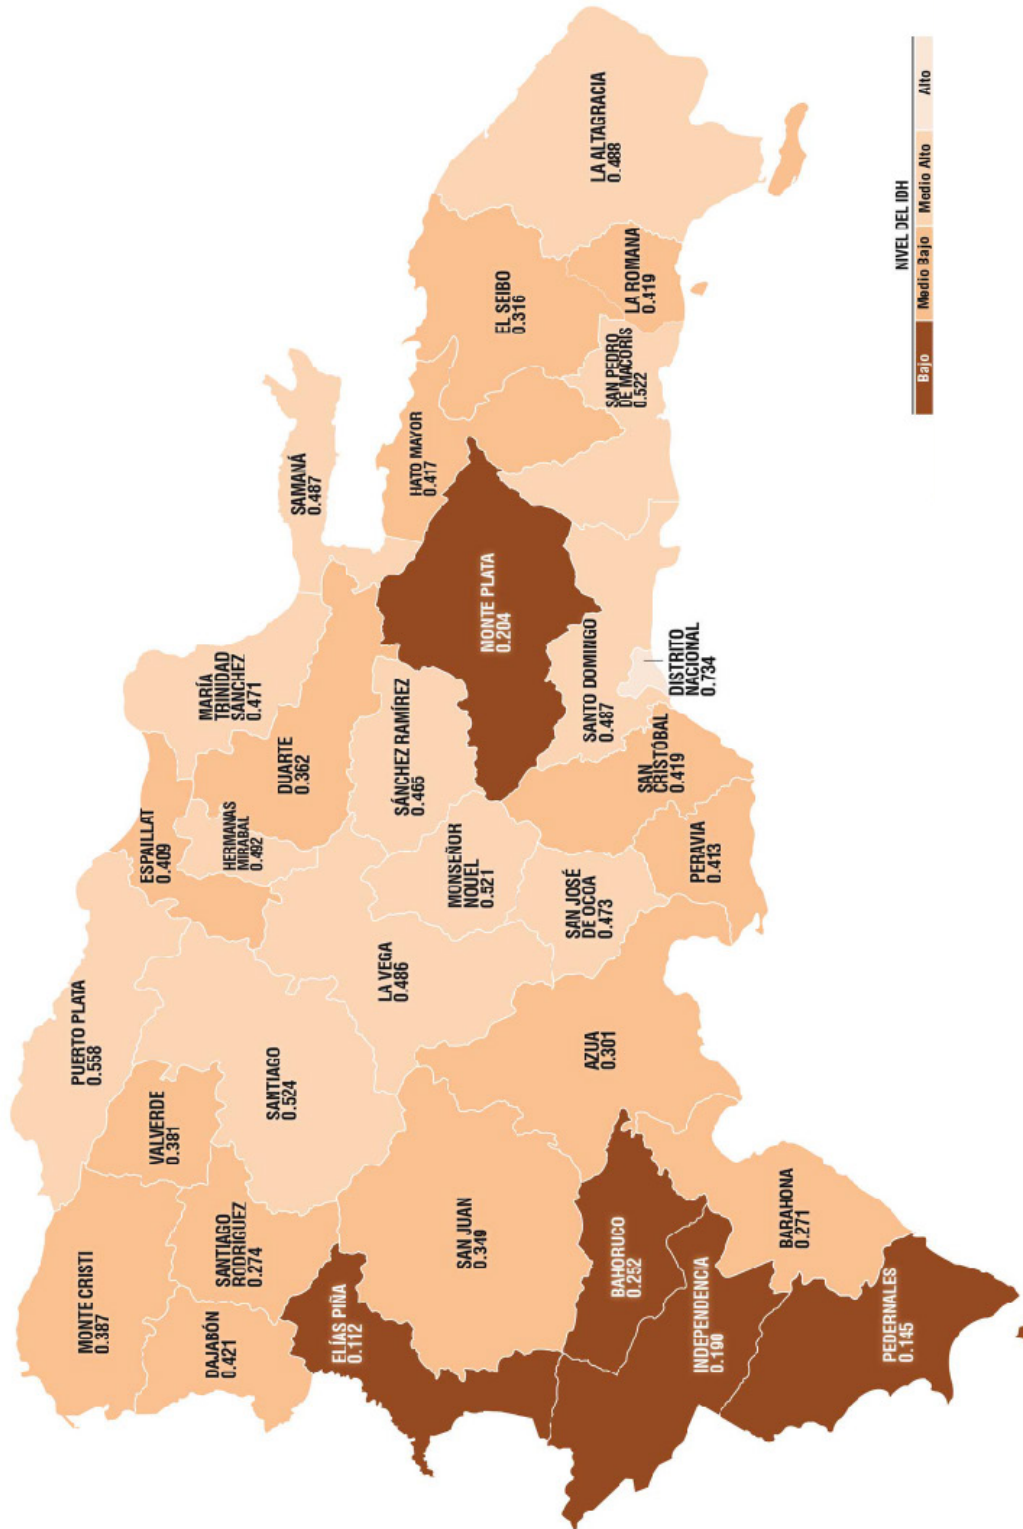 PUERTO PLATA
0.558
MONTE CRISTI
0.387
VALVERDE
0.381
ESPAILLAT
0.409
MARÍA
TRINIDAD
SÁNCHEZ
0.471
SAMANÁ
0.487
DAJABÓN
0.421
SANTIAGO
RODRÍGUEZ
0.274
SANTIAGO
0.524
HERMANAS
MIRABAL
0.492
DUARTE
0.362
ELÍAS PIÑA
0.112
SAN JUAN
0.349
LA VEGA
0.486
MONSEÑOR
NOUEL
0.521
SÁNCHEZ RAMÍREZ
0.465
MONTE PLATA
0.204
HATO MAYOR
0.417
EL SEIBO
0.316
LA ALTAGRACIA
0.488
BAHORUCO
0.252
AZUA
0.301
SAN JOSÉ
DE OCOA
0.473
SANTO DOMINGO
0.487
SAN PEDRO
DE MACORÍS
0.522
LA ROMANA
0.419
INDEPENDENCIA
0.190
BARAHONA
0.271
PERAVIA
0.413
SAN
CRISTÓBAL
0.419
DISTRITO
NACIONAL
0.734
PEDERNALES
0.145
NIVEL DEL IDH
Bajo
Medio Bajo
Medio Alto
Alto